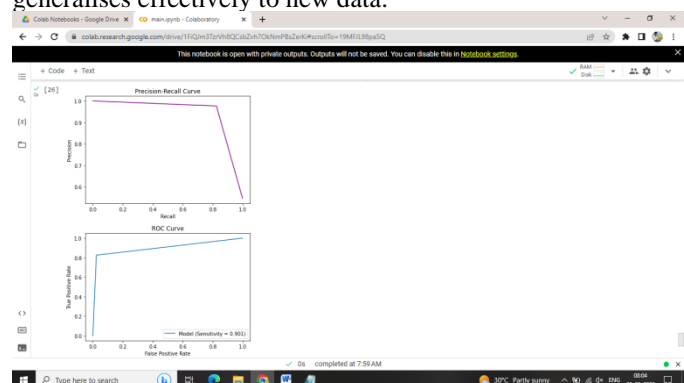 generalises effectively to new data.
Colab Notebooks - Google Drive
main.ipynb - Colaboratory
This notebook is open with private outputs. Outputs will not be saved. You can disable this in Notebook settings.
+ Code + Text
RAM
Disk
[26]
0s
{x}
Precision-Recall Curve
1.0
0.9
0.8
Precision
0.7
0.6
0.0 0.2 0.4 0.6 0.8 1.0
Recall
ROC Curve
1.0
0.8
0.6
True Positive Rate
0.4
0.2
0.0
Model (Sensitivity = 0.901)
0.0 0.2 0.4 0.6 0.8 1.0
False Positive Rate
0s completed at 7:59 AM
Type here to search
30°C Partly sunny
ENG
08:04